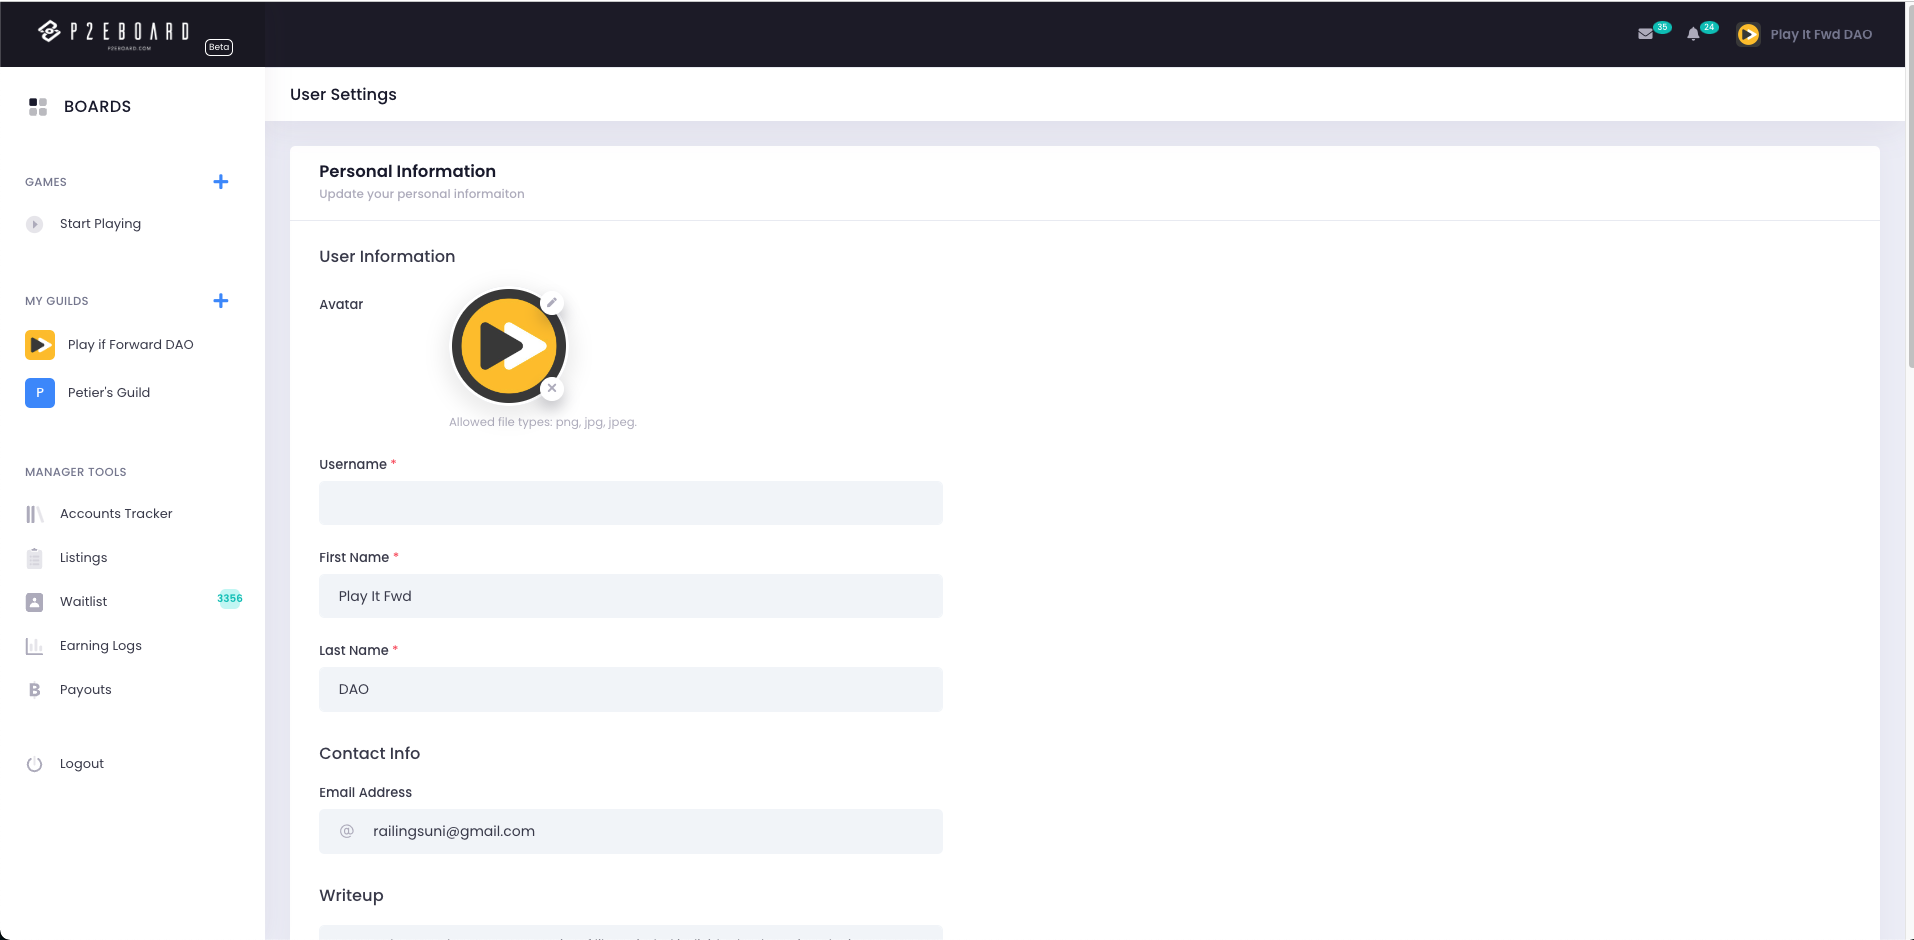 P2EBOARD
P2EBOARD.COM
Beta
35
24
Play It Fwd DAO
BOARDS
User Settings
GAMES
Start Playing
MY GUILDS
Play if Forward DAO
P
Petier's Guild
MANAGER TOOLS
Accounts Tracker
Listings
Waitlist
3356
Earning Logs
Payouts
Logout
Personal Information
Update your personal informaiton
User Information
Avatar
Allowed file types: png, jpg, jpeg.
Username *
First Name *
Play It Fwd
Last Name *
DAO
Contact Info
Email Address
@ railingsuni@gmail.com
Writeup